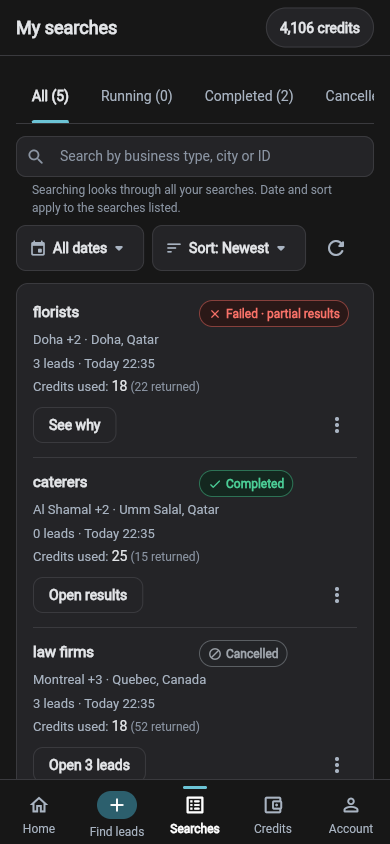 My searches
4,106 credits
All (5)
Running (0)
Completed (2)
Cancelle
Search by business type, city or ID
Searching looks through all your searches. Date and sort
apply to the searches listed.
All dates
Sort: Newest
florists
Failed · partial results
Doha +2 · Doha, Qatar
3 leads · Today 22:35
Credits used: 18 (22 returned)
See why
caterers
Completed
Al Shamal +2 · Umm Salal, Qatar
0 leads · Today 22:35
Credits used: 25 (15 returned)
Open results
law firms
Cancelled
Montreal +3 · Quebec, Canada
3 leads · Today 22:35
Credits used: 18 (52 returned)
Open 3 leads
Home
Find leads
Searches
Credits
Account